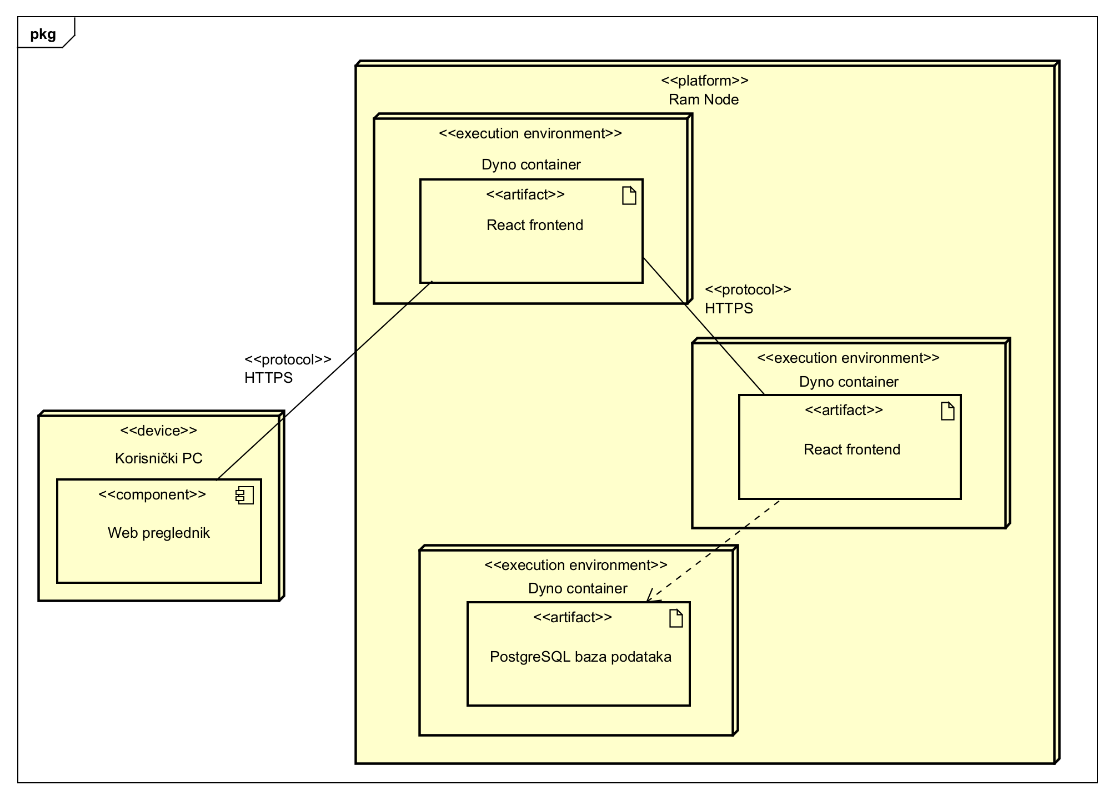 pkg
<<platform>>
Ram Node
<<execution environment>>
Dyno container
<<artifact>>
React frontend
<<protocol>>
HTTPS
<<execution environment>>
Dyno container
<<artifact>>
React frontend
<<protocol>>
HTTPS
<<device>>
Korisnički PC
<<component>>
Web preglednik
<<execution environment>>
Dyno container
<<artifact>>
PostgreSQL baza podataka